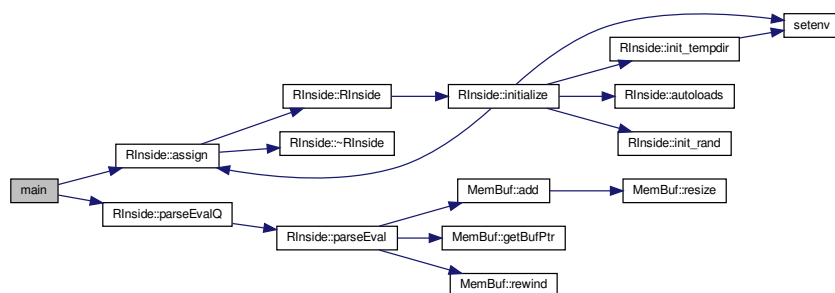 setenv
RInside::init_tempdir
RInside::RInside
RInside::initialize
RInside::autoloads
RInside::~RInside
RInside::init_rand
RInside::assign
main
MemBuf::add
MemBuf::resize
RInside::parseEvalQ
RInside::parseEval
MemBuf::getBufPtr
MemBuf::rewind